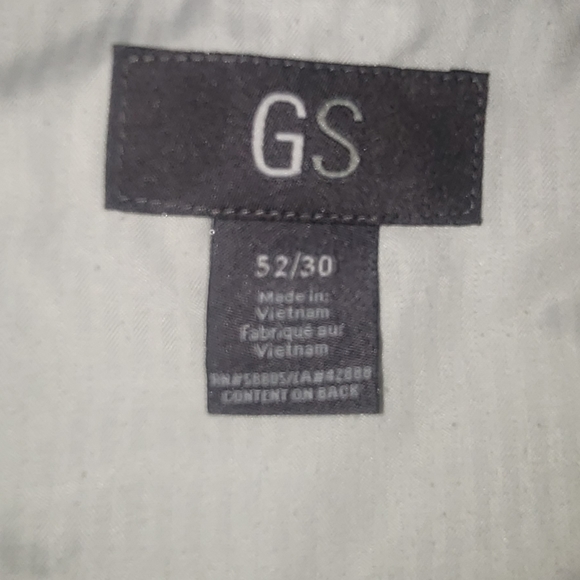 GS
52/30
Made in:
Vietnam
Fabriqué au/
Vietnam
CONTENT ON BACK